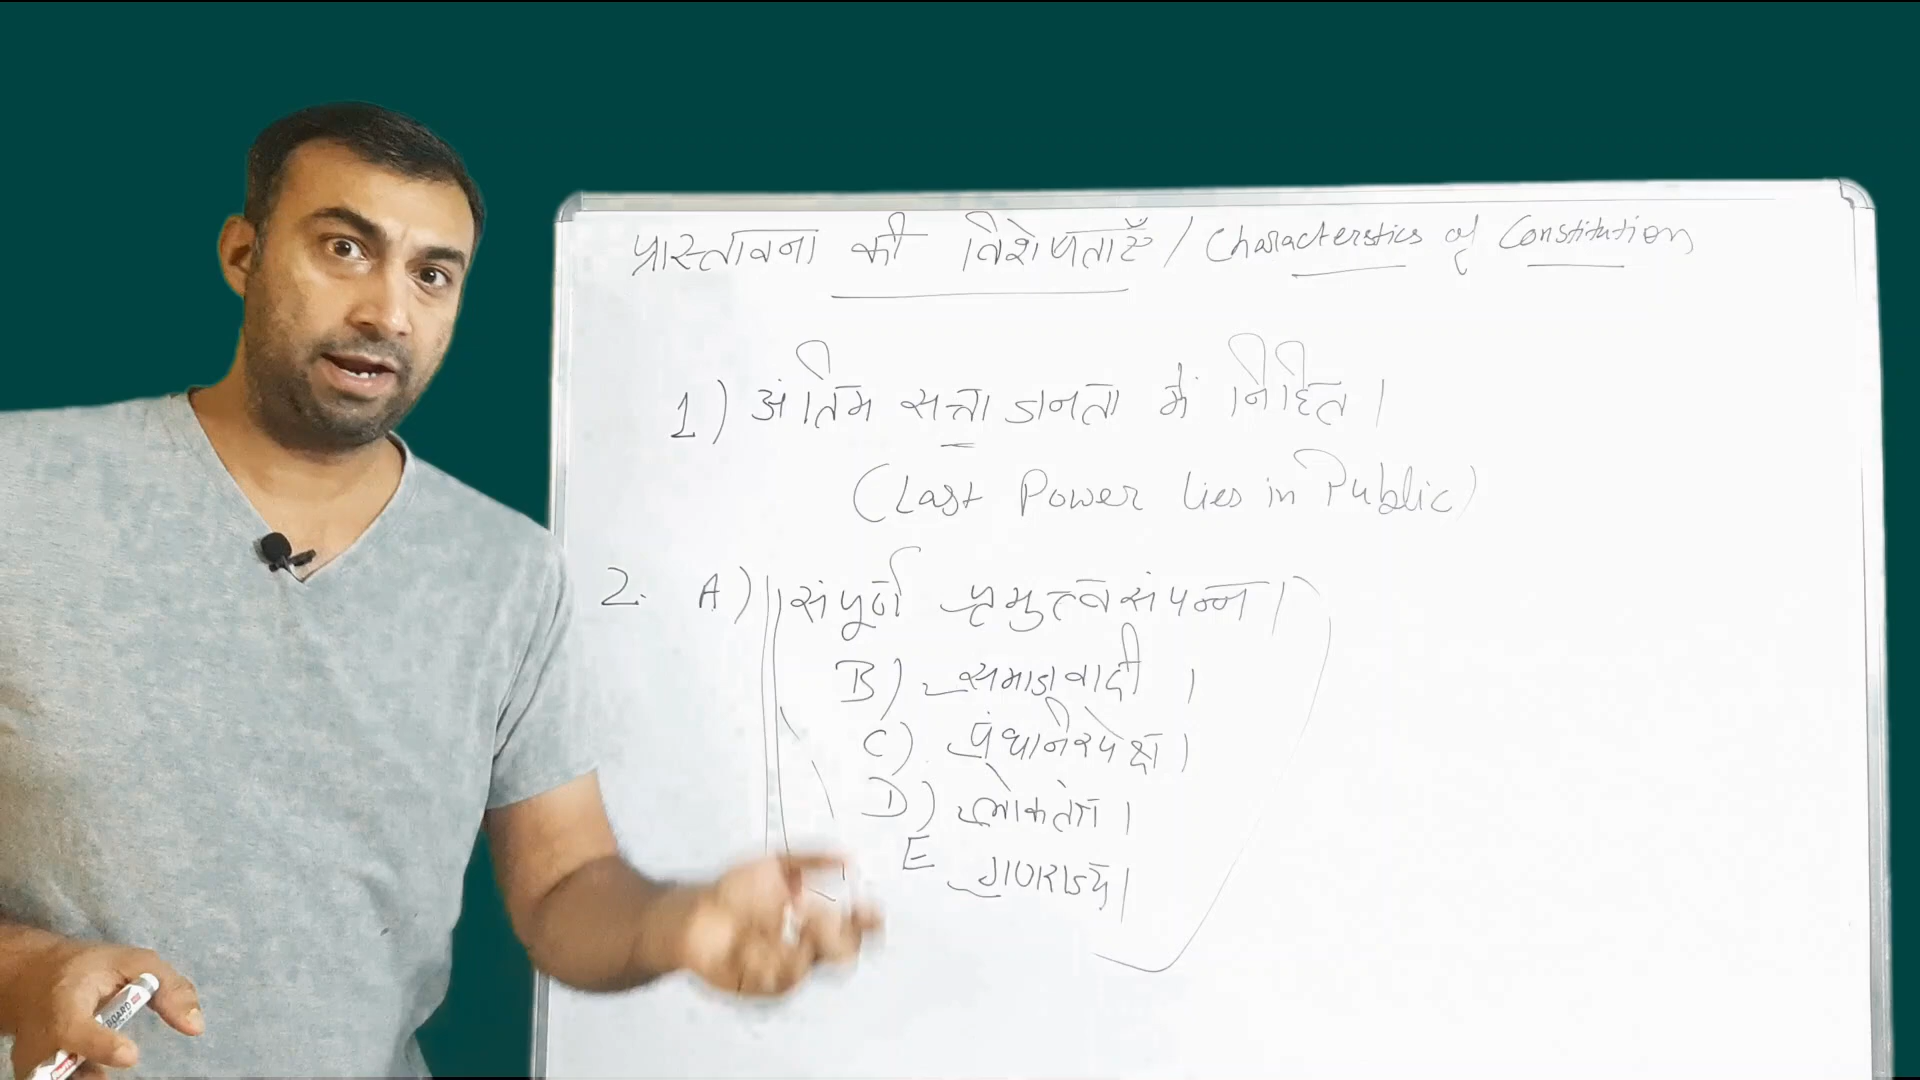 प्रास्तावना की विशेषताएँ / Characterstics of Constitution
1) अंतिम सत्ता जनता में निहित।
(Last Power lies in Public)
2. A) संपूर्ण प्रभुत्वसंपन्न।
B) समाजवादी।
C) पंथनिरपेक्ष।
D) लोकतंत्र।
E गणराज्य।
BOARD